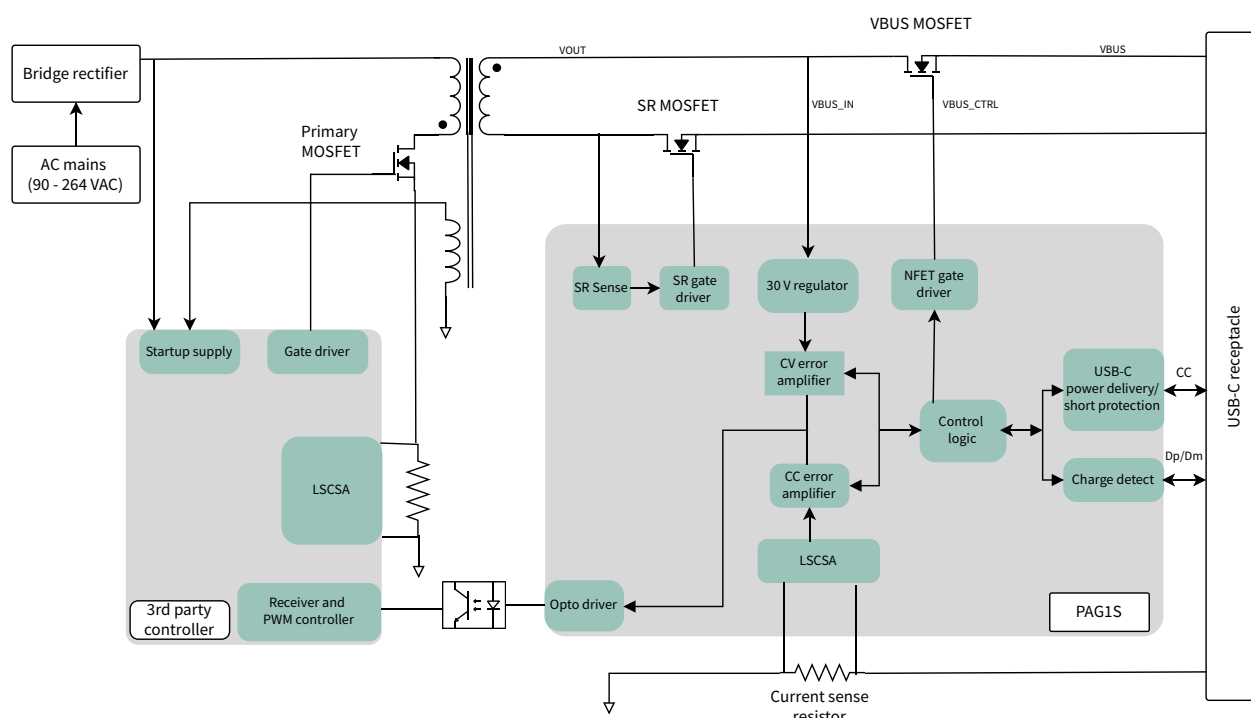 VBUS MOSFET
VOUT
VBUS
Bridge rectifier
SR MOSFET
VBUS_IN
VBUS_CTRL
Primary
MOSFET
AC mains
(90 - 264 VAC)
SR Sense
SR gate
driver
30 V regulator
NFET gate
driver
Startup supply
Gate driver
CV error
amplifier
USB-C
power delivery/
short protection
CC
USB-C receptacle
Control
logic
Dp/Dm
Charge detect
CC error
amplifier
LSCSA
LSCSA
Receiver and
PWM controller
Opto driver
3rd party
controller
PAG1S
Current sense
resistor